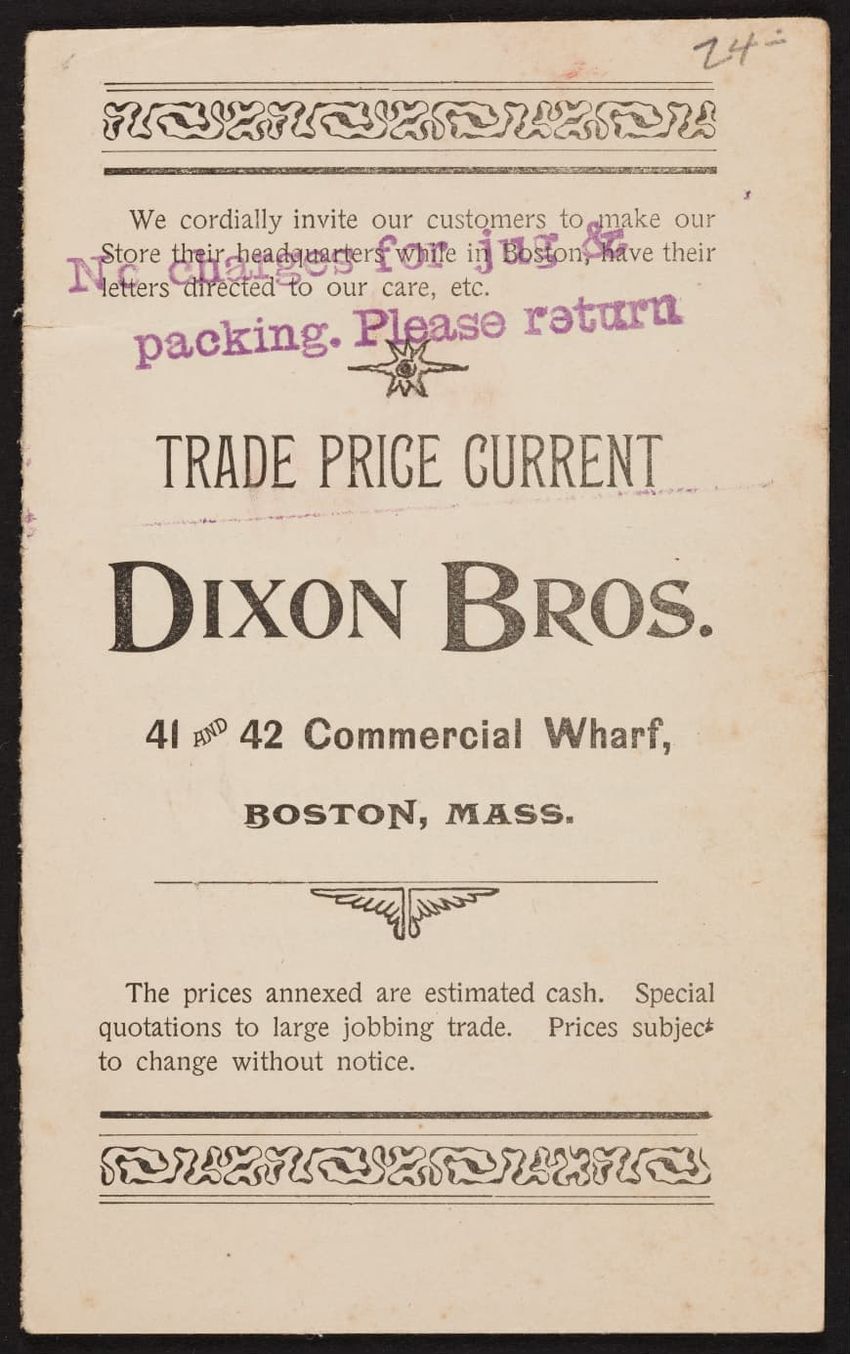 24-
We cordially invite our customers to make our
Store their headquarters while in Boston, have their
letters directed to our care, etc.
No charges for jug &
packing. Please return
TRADE PRICE CURRENT
DIXON BROS.
41 AND 42 Commercial Wharf,
BOSTON, MASS.
The prices annexed are estimated cash. Special
quotations to large jobbing trade. Prices subject
to change without notice.